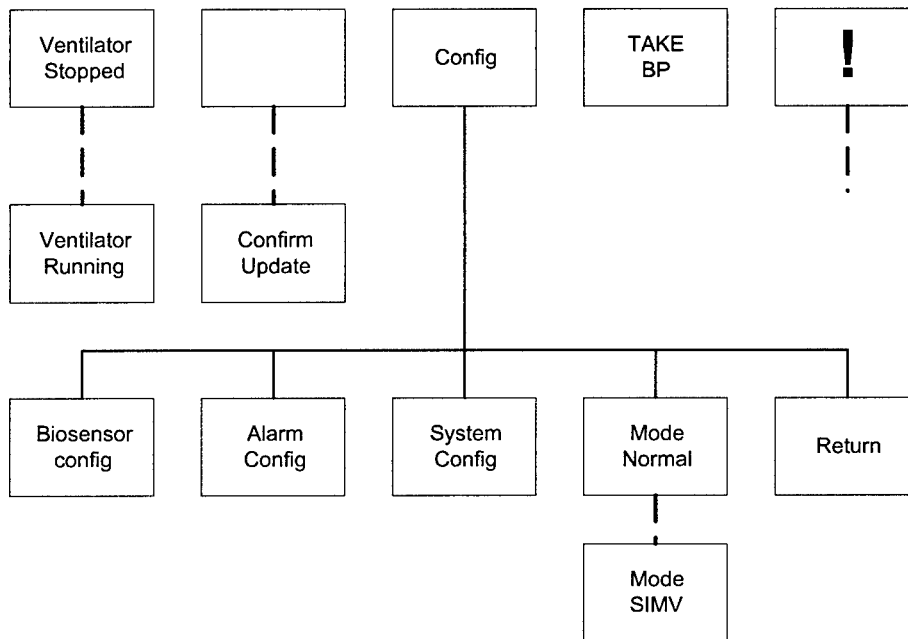 Ventilator
Stopped
Config
TAKE
BP
!
Ventilator
Running
Confirm
Update
Biosensor
config
Alarm
Config
System
Config
Mode
Normal
Return
Mode
SIMV